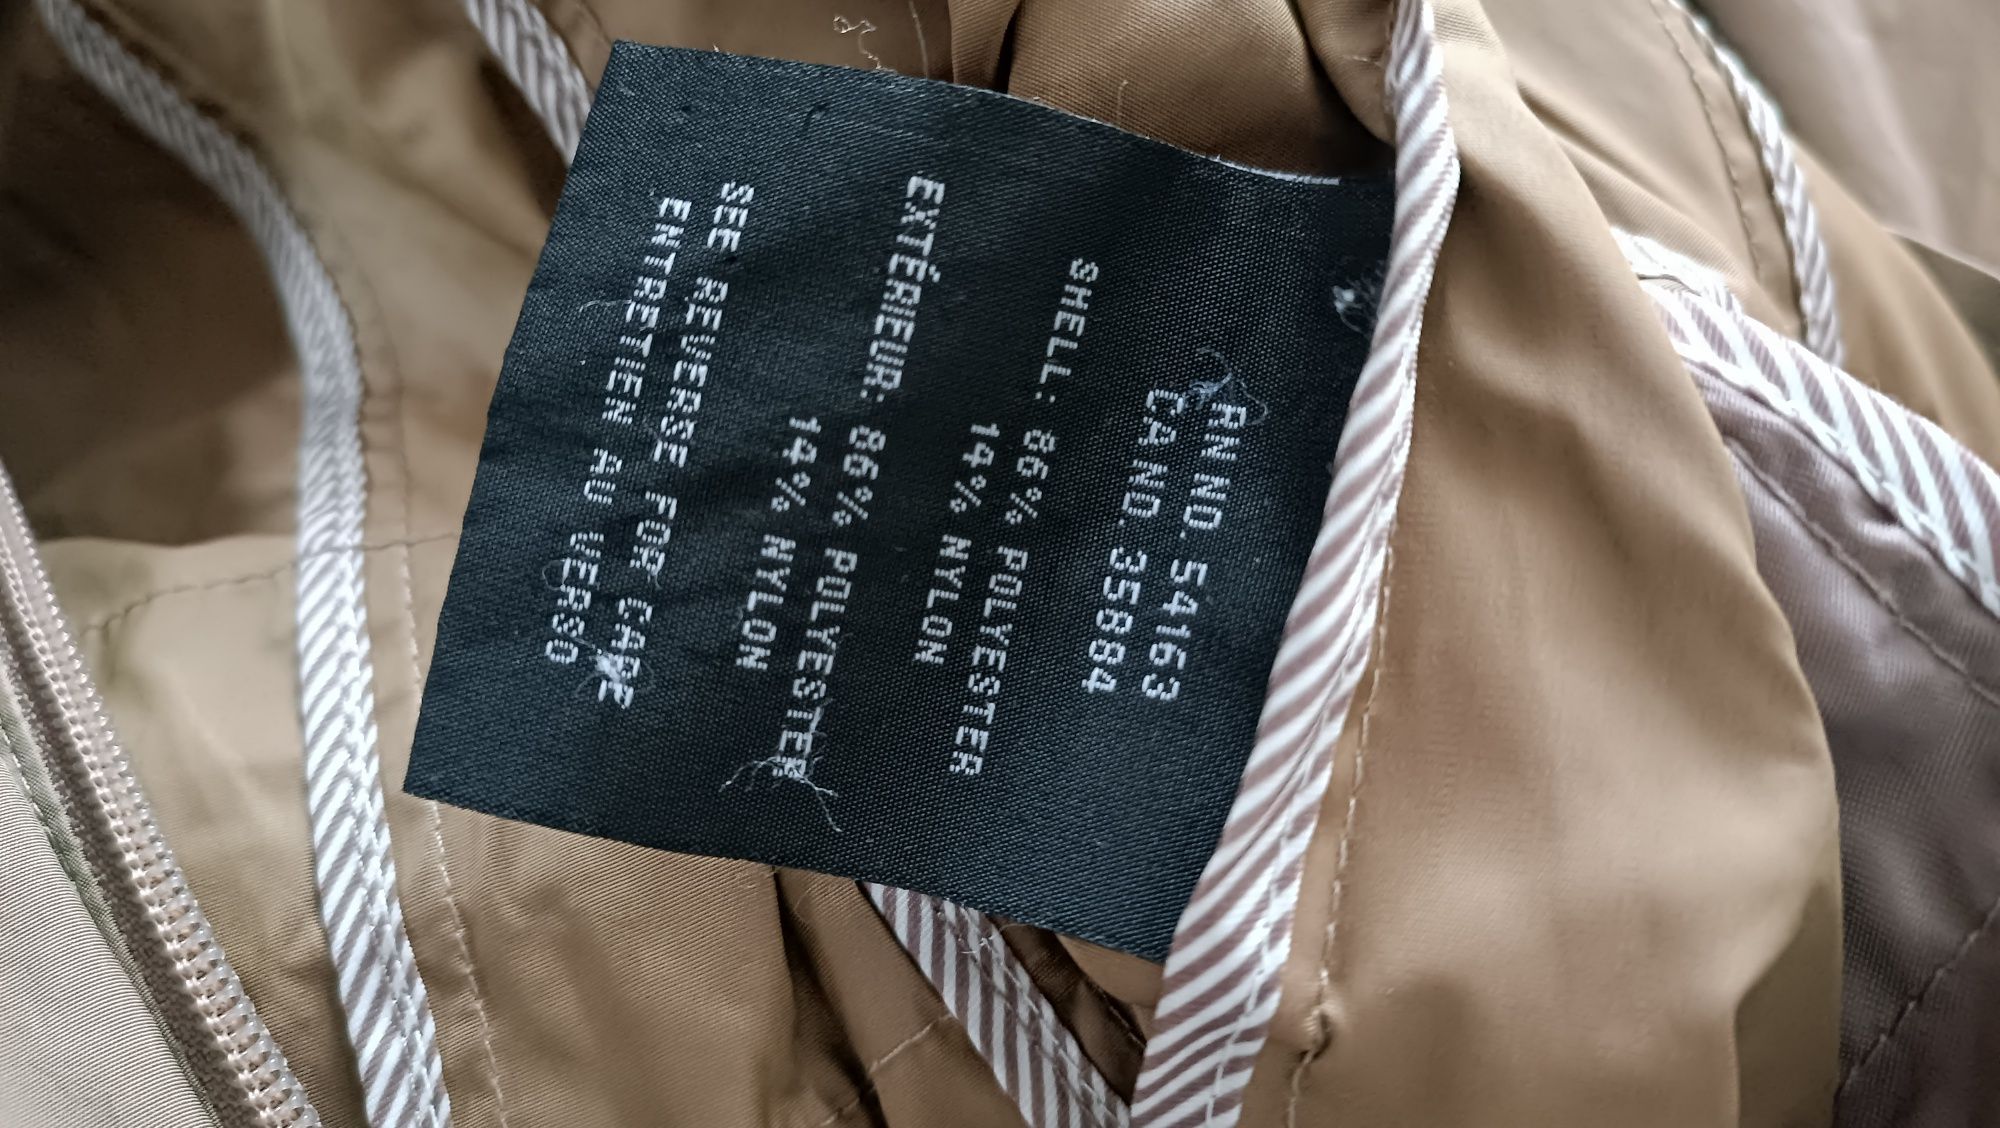 RN NO. 54163
CA NO. 35884
SHELL: 86% POLYESTER
14% NYLON
EXTÉRIEUR: 86% POLYESTER
14% NYLON
SEE REVERSE FOR CARE
ENTRETIEN AU VERSO